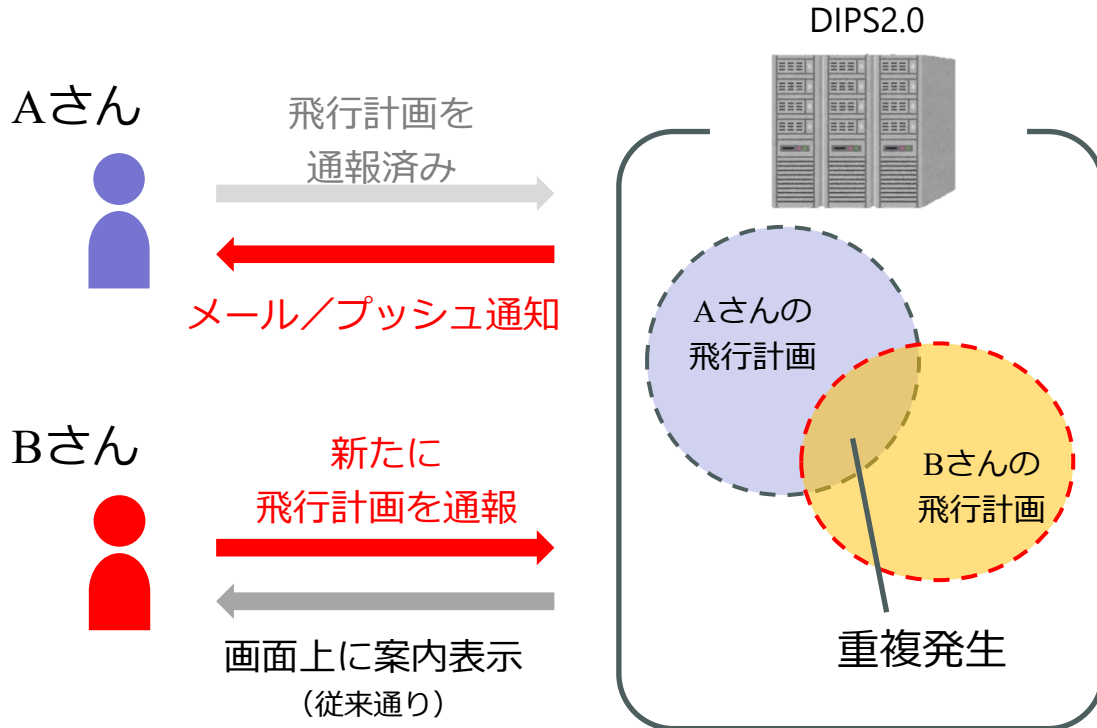 DIPS2.0
Aさん
飛行計画を
通報済み
メール／プッシュ通知
Aさんの
飛行計画
Bさん
新たに
飛行計画を通報
Bさんの
飛行計画
画面上に案内表示
（従来通り）
重複発生